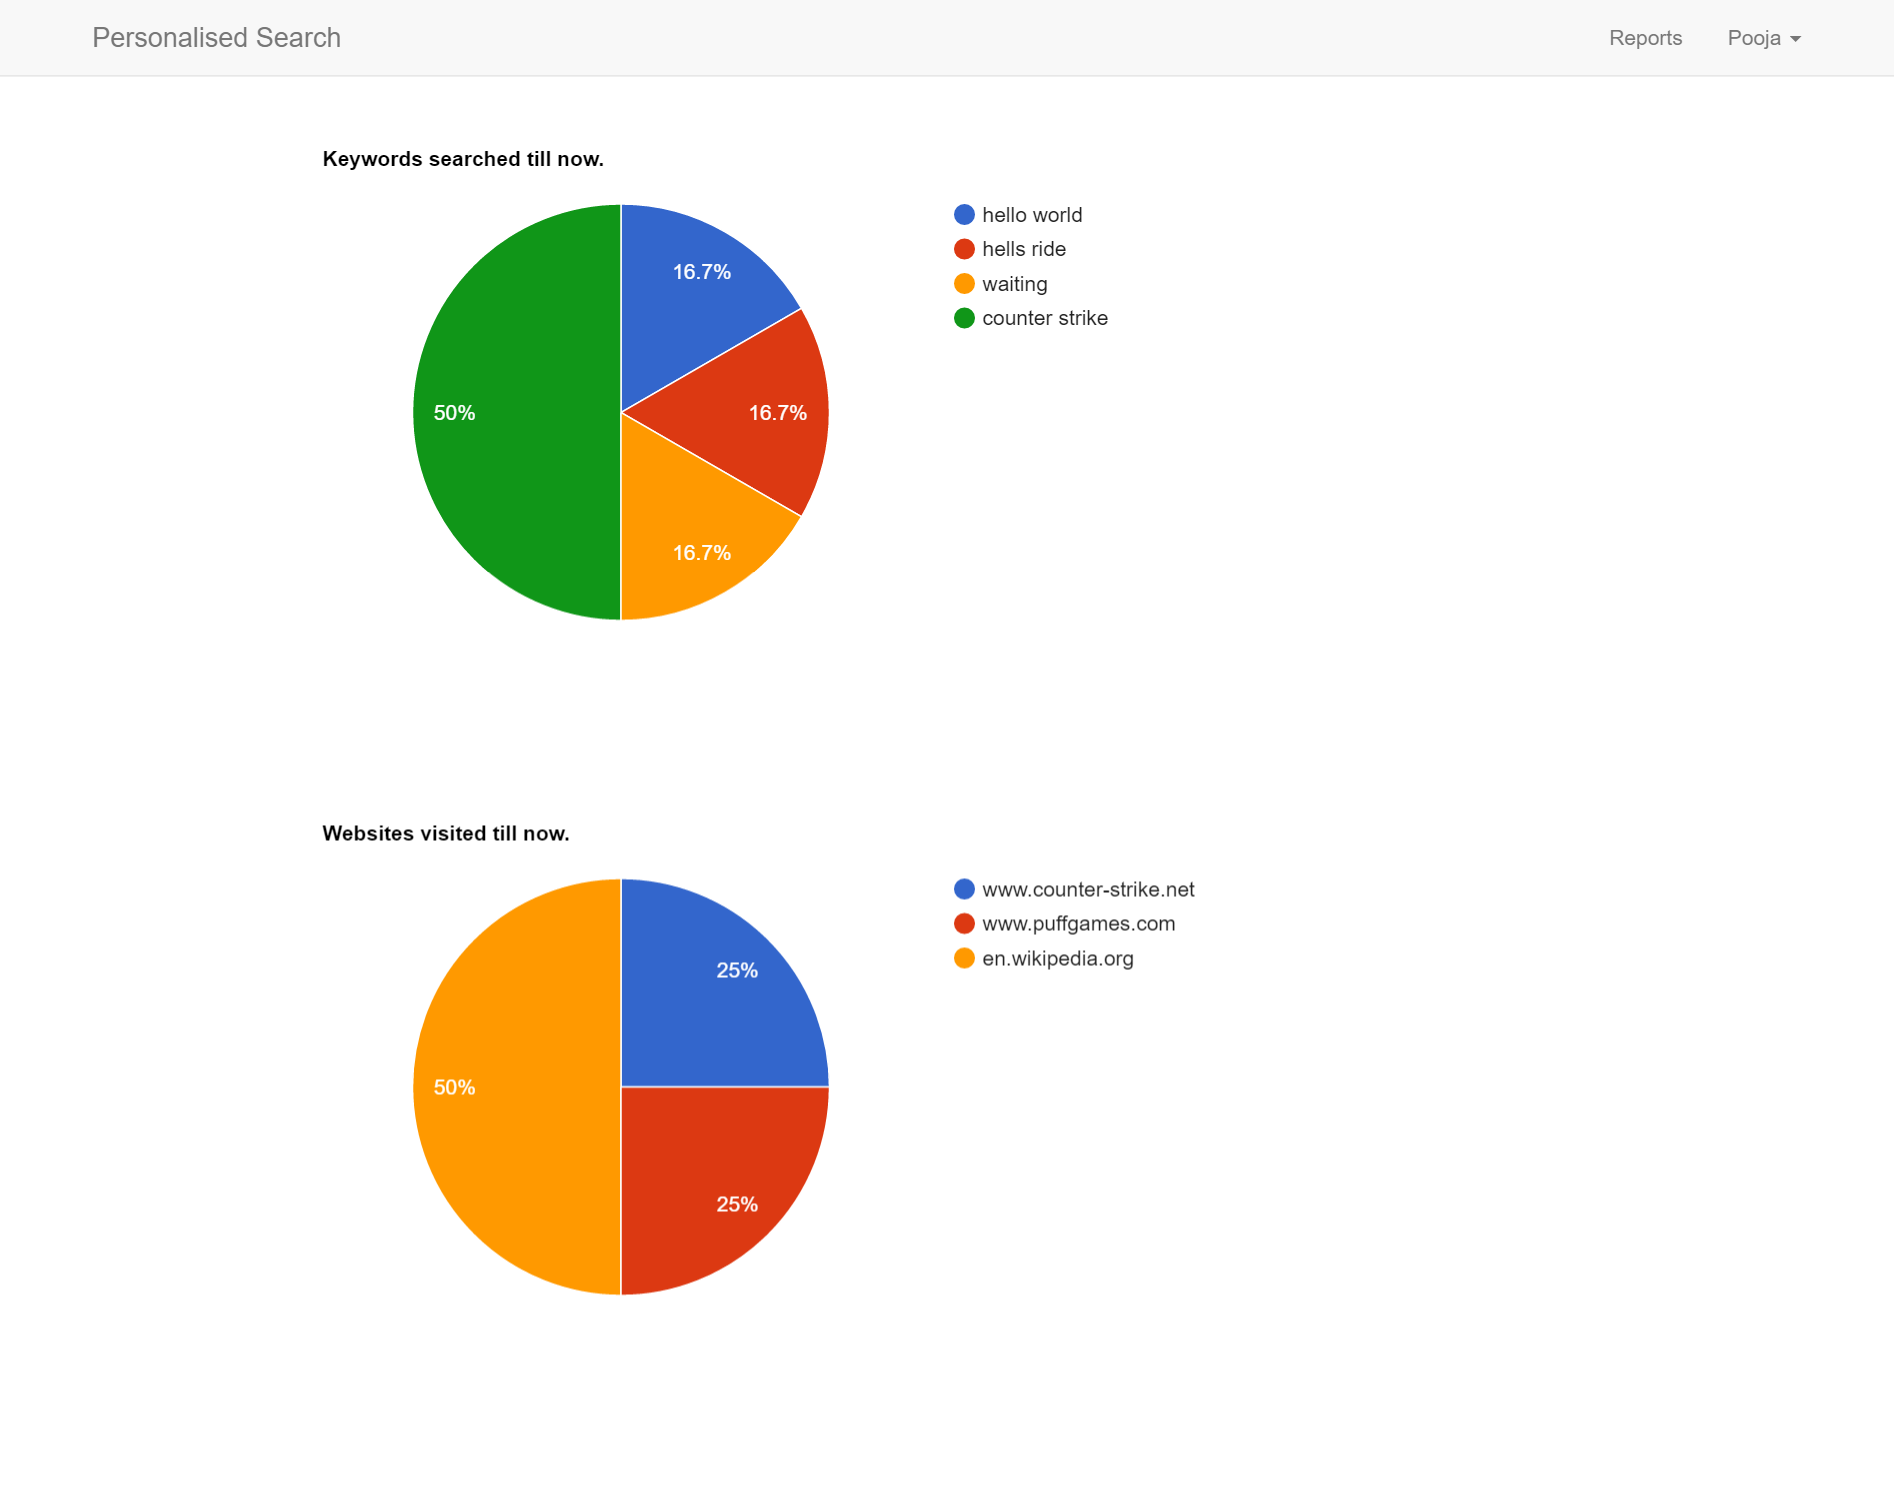 Personalised Search
Reports
Pooja
Keywords searched till now.
hello world
hells ride
waiting
counter strike
16.7%
16.7%
16.7%
50%
Websites visited till now.
www.counter-strike.net
www.puffgames.com
en.wikipedia.org
25%
25%
50%